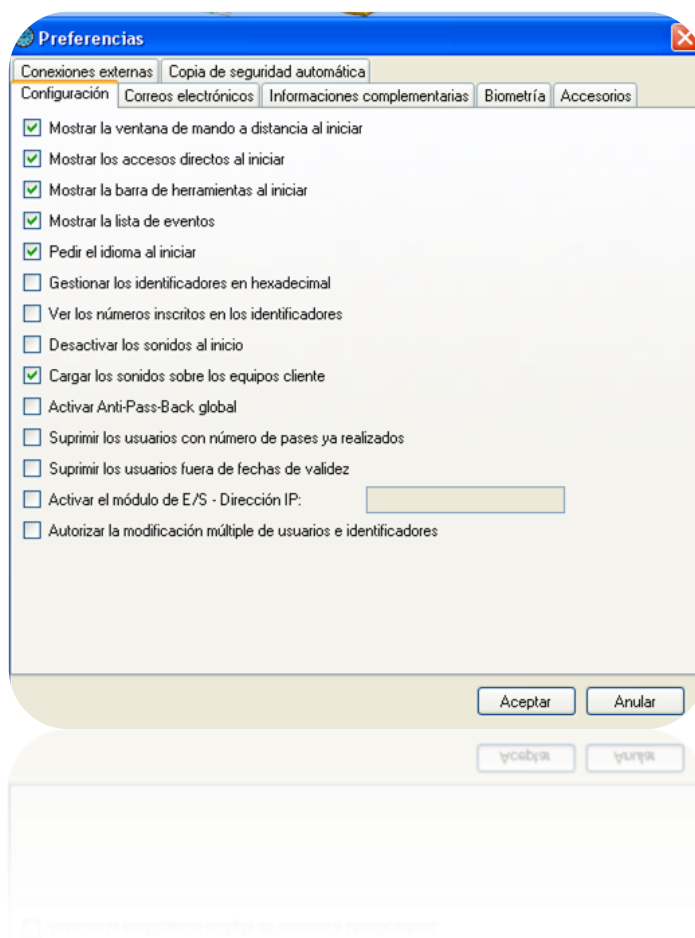 Preferencias
Conexiones externas Copia de seguridad automática
Configuración Correos electrónicos Informaciones complementarias Biometría Accesorios
Mostrar la ventana de mando a distancia al iniciar
Mostrar los accesos directos al iniciar
Mostrar la barra de herramientas al iniciar
Mostrar la lista de eventos
Pedir el idioma al iniciar
Gestionar los identificadores en hexadecimal
Ver los números inscritos en los identificadores
Desactivar los sonidos al inicio
Cargar los sonidos sobre los equipos cliente
Activar Anti-Pass-Back global
Suprimir los usuarios con número de pases ya realizados
Suprimir los usuarios fuera de fechas de validez
Activar el módulo de E/S - Dirección IP:
Autorizar la modificación múltiple de usuarios e identificadores
Aceptar Anular